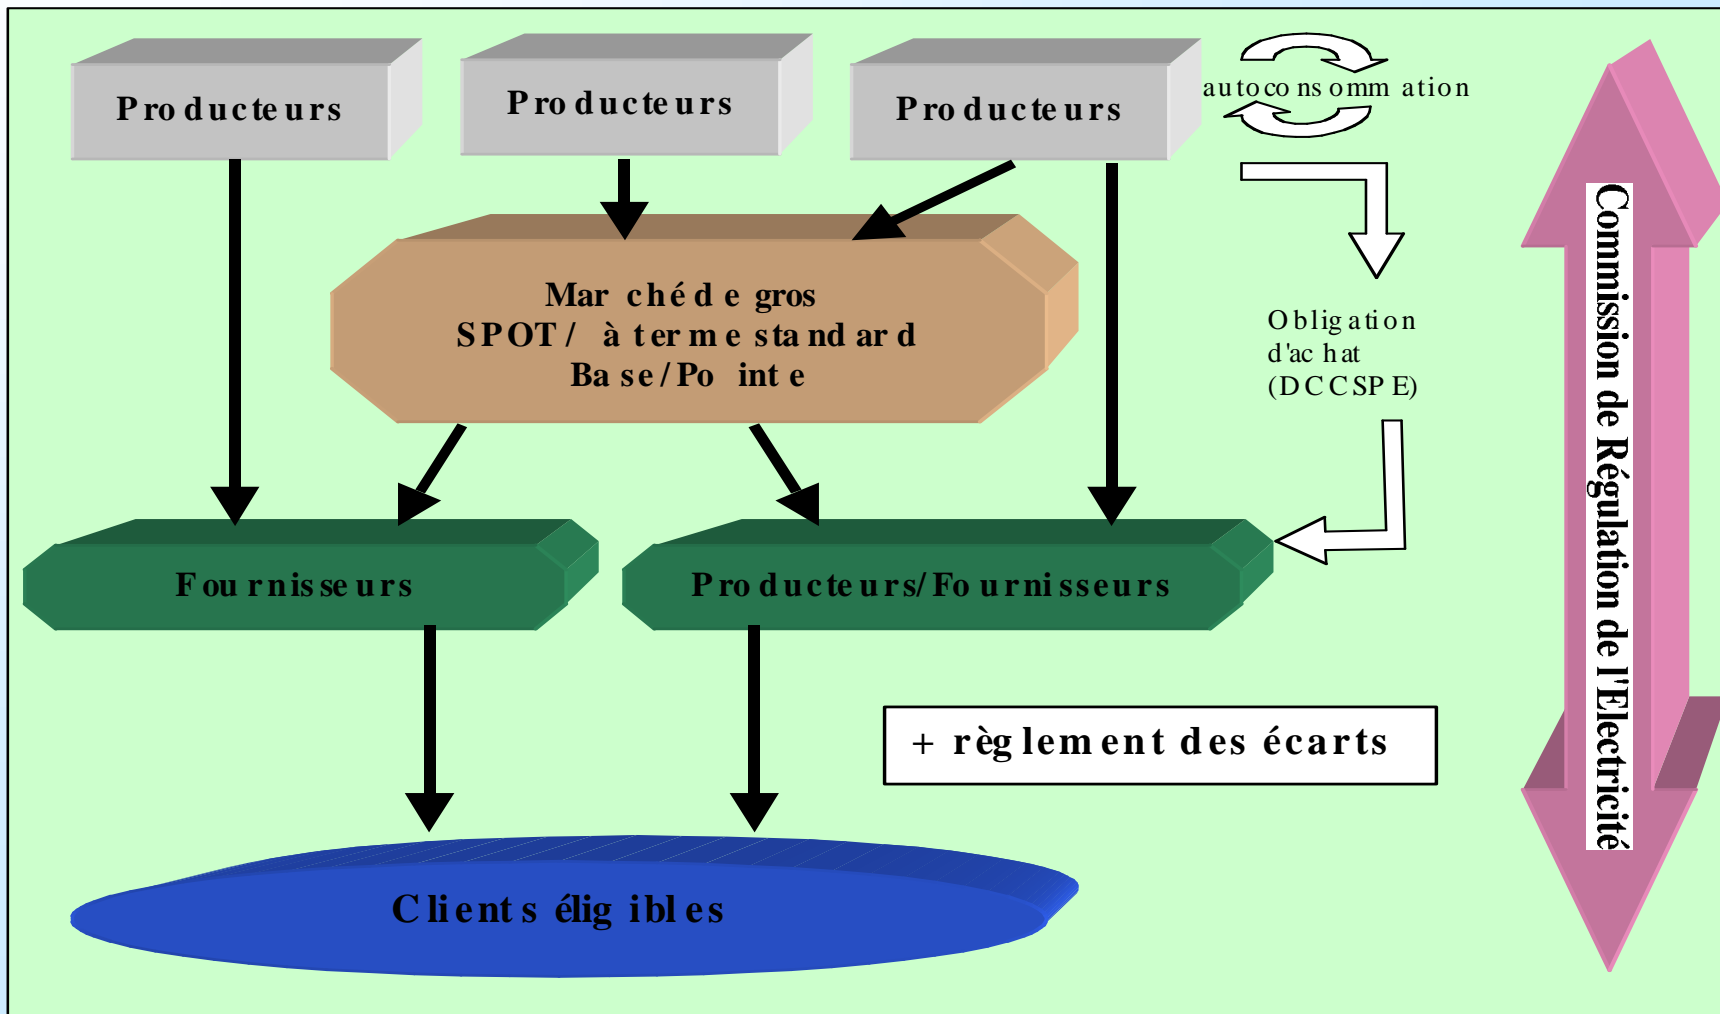 Producteurs
Producteurs
Producteurs
autoconsommation
Marché de gros
SPOT / à terme standard
Base/Pointe
Obligation
d'achat
(DCCSPE)
Commission de Régulation de l'Electricité
Fournisseurs
Producteurs/Fournisseurs
+ règlement des écarts
Clients éligibles